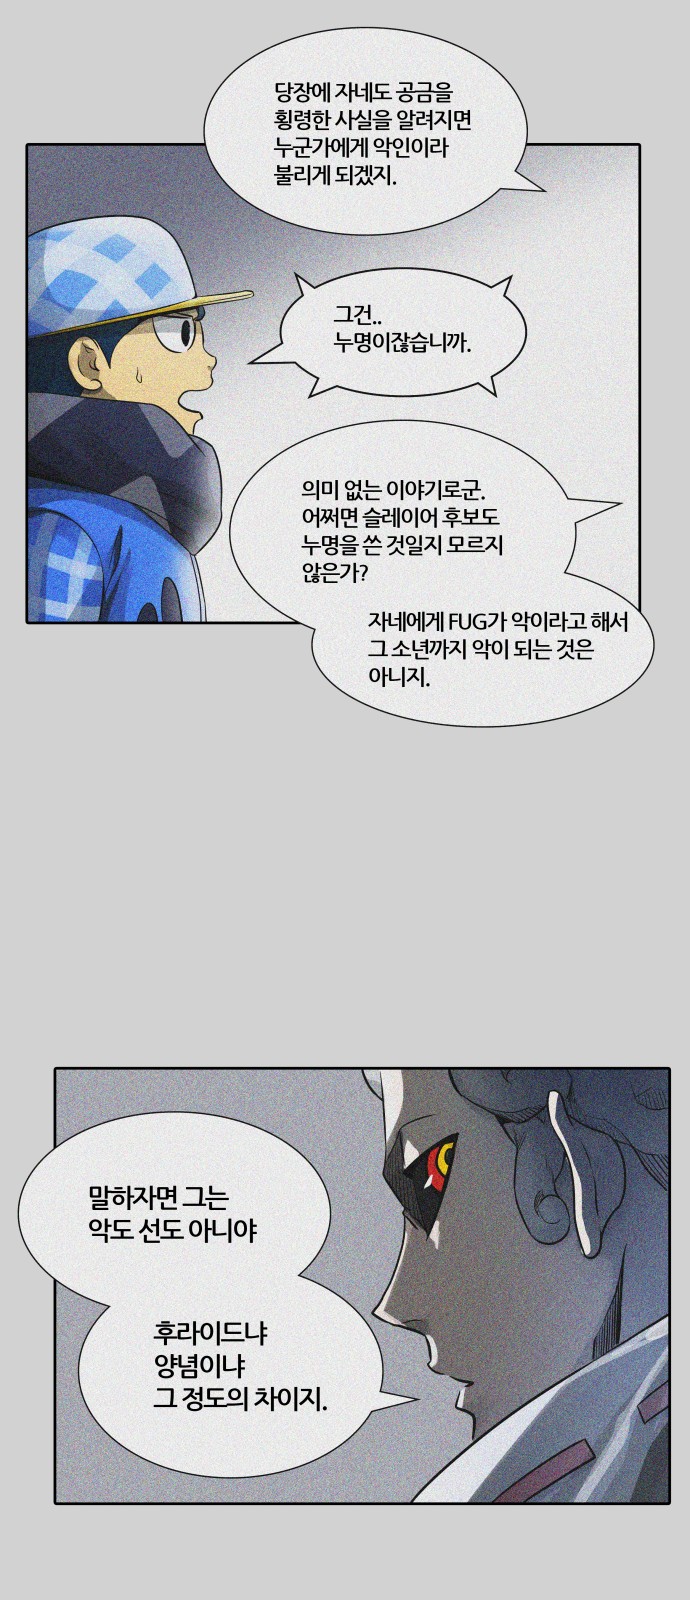 당장에 자네도 공금을
횡령한 사실을 알려지면
누군가에게 악인이라
불리게 되겠지.
그건..
누명이잖습니까.
의미 없는 이야기로군.
어쩌면 슬레이어 후보도
누명을 쓴 것일지 모르지
않은가?
자네에게 FUG가 악이라고 해서
그 소년까지 악이 되는 것은
아니지.
말하자면 그는
악도 선도 아니야
후라이드냐
양념이냐
그 정도의 차이지.